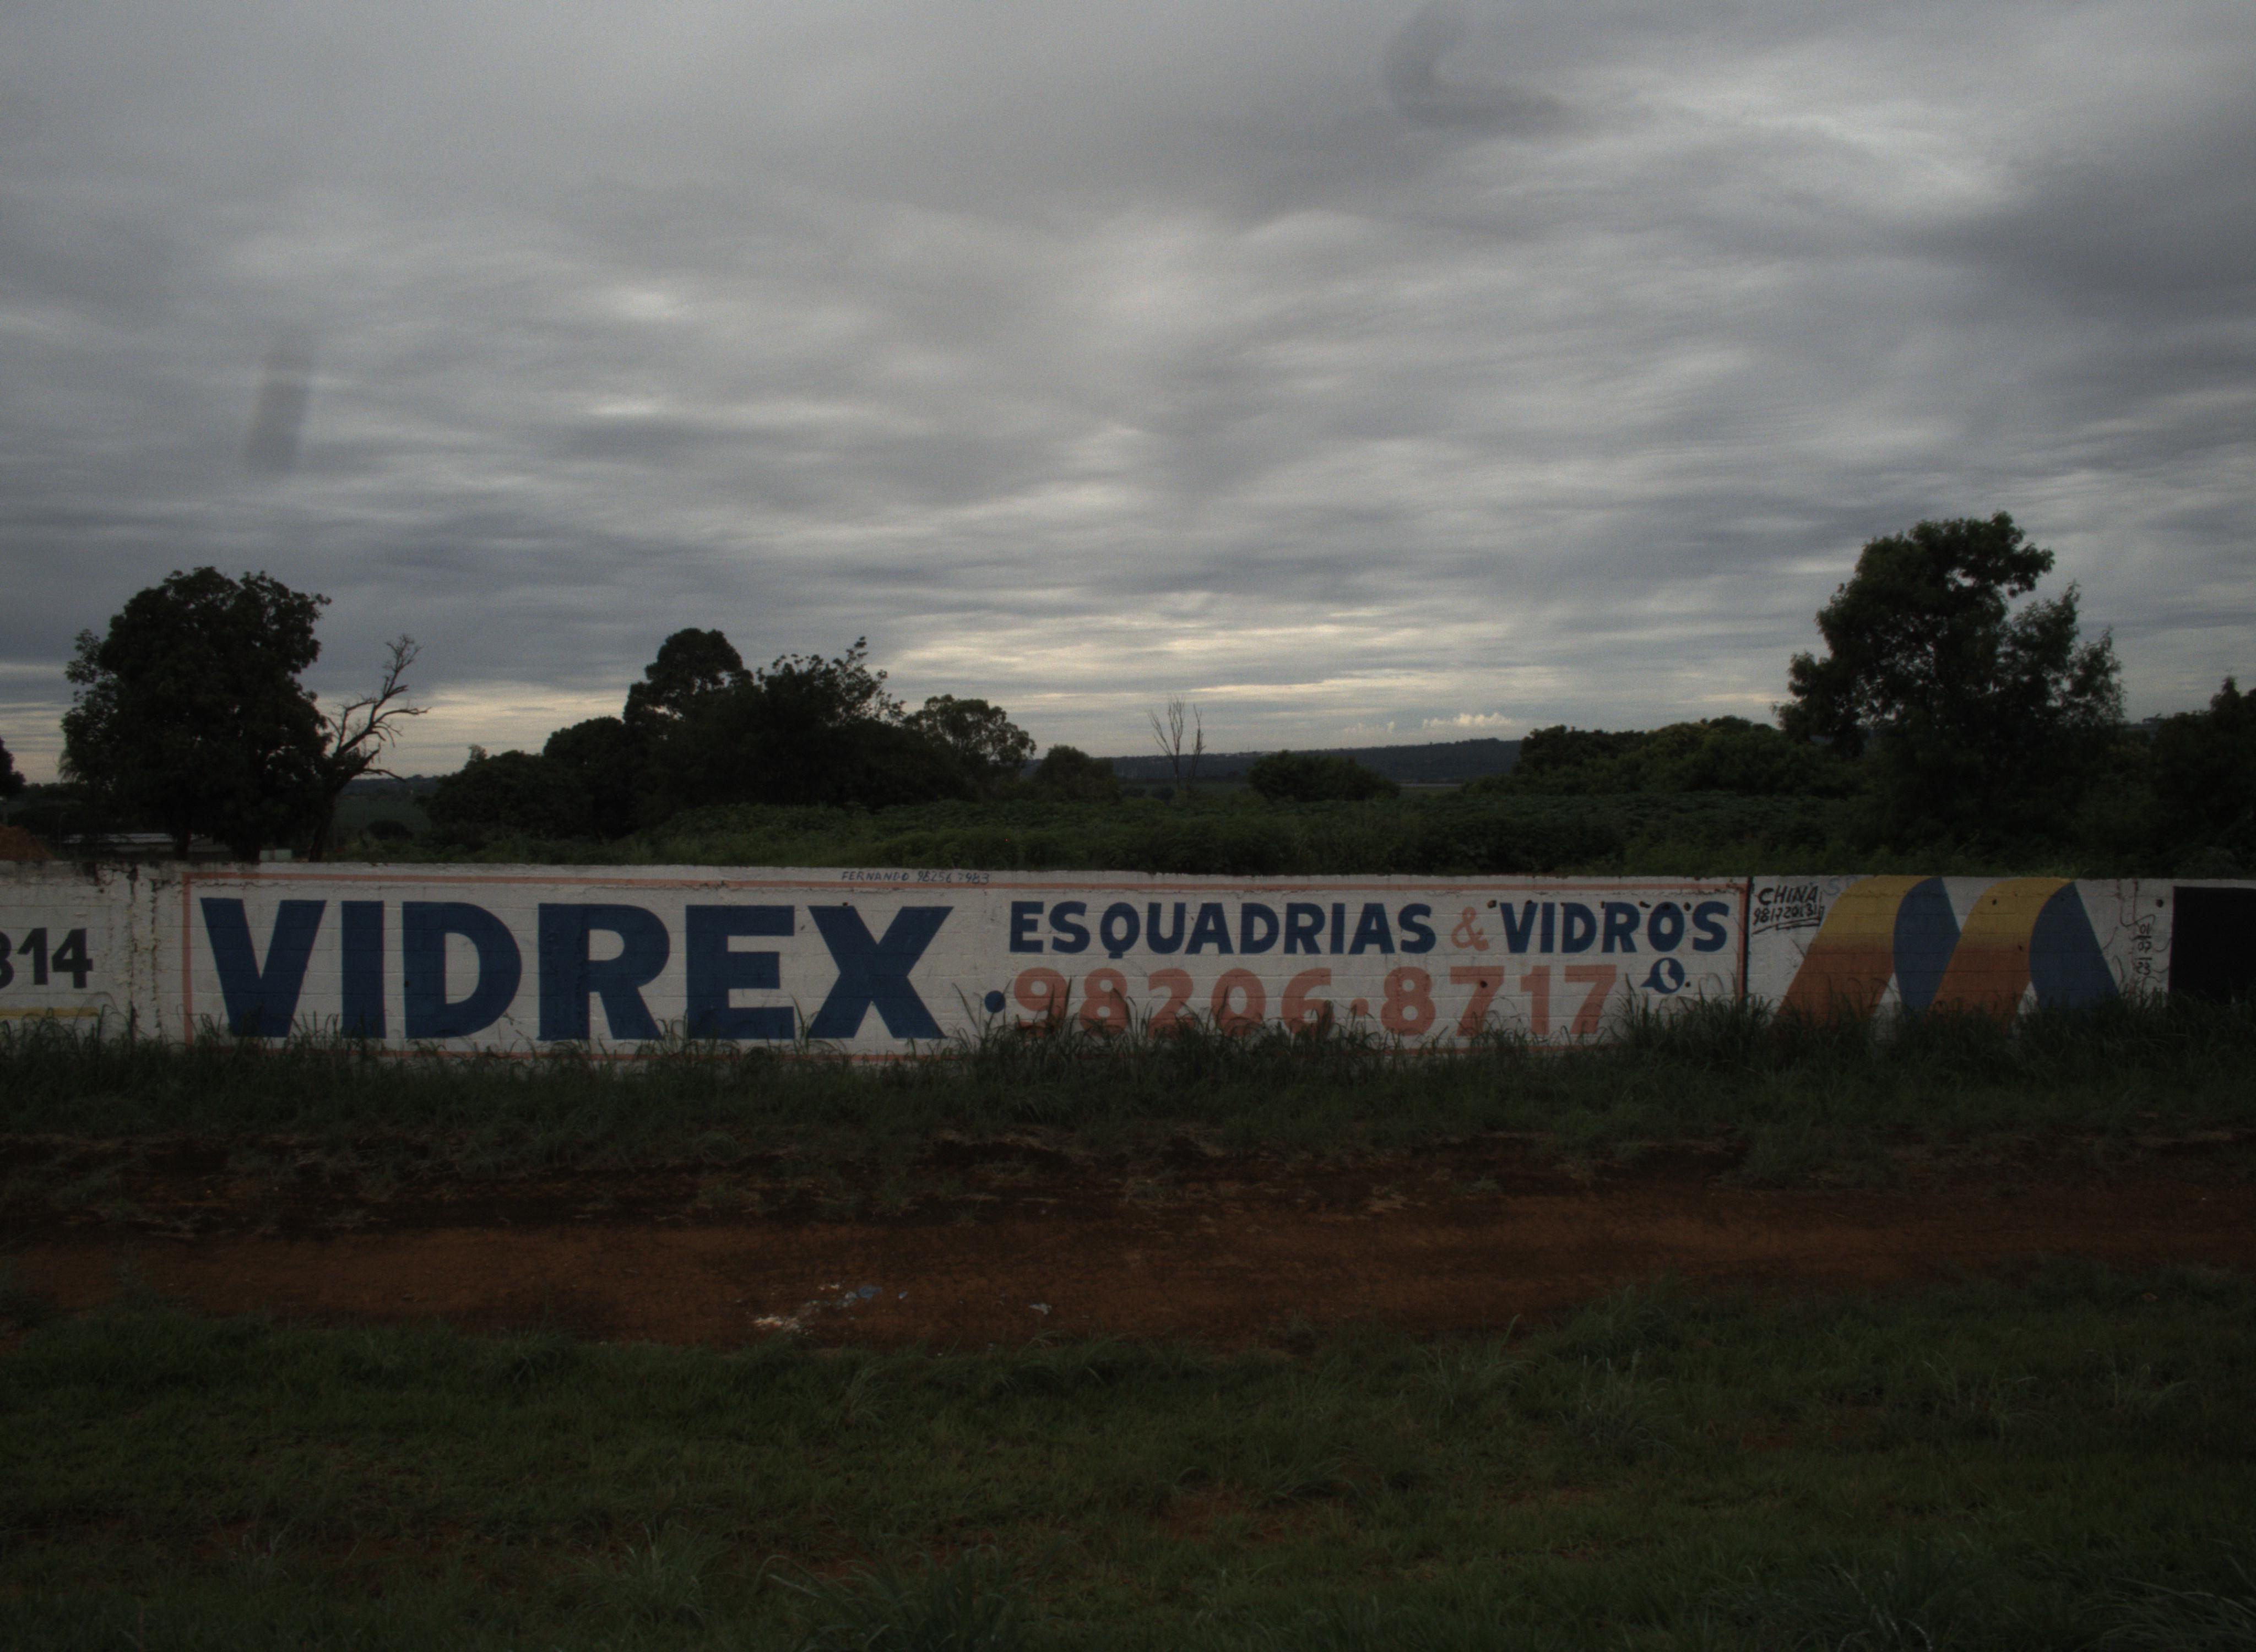 314
FERNANDO 98256 7983
VIDREX
ESQUADRIAS & VIDROS
98206-8717
CHINA